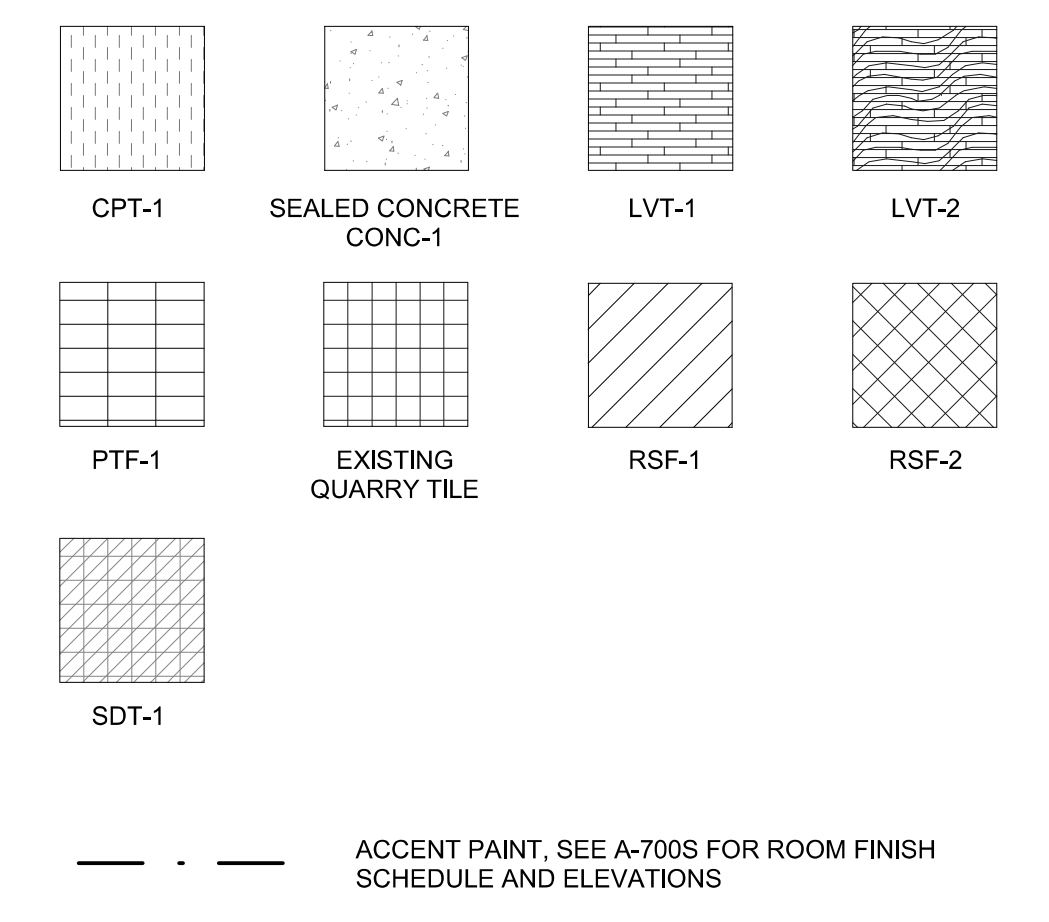 CPT-1
SEALED CONCRETE
CONC-1
LVT-1
LVT-2
PTF-1
EXISTING
QUARRY TILE
RSF-1
RSF-2
SDT-1
ACCENT PAINT, SEE A-700S FOR ROOM FINISH
SCHEDULE AND ELEVATIONS